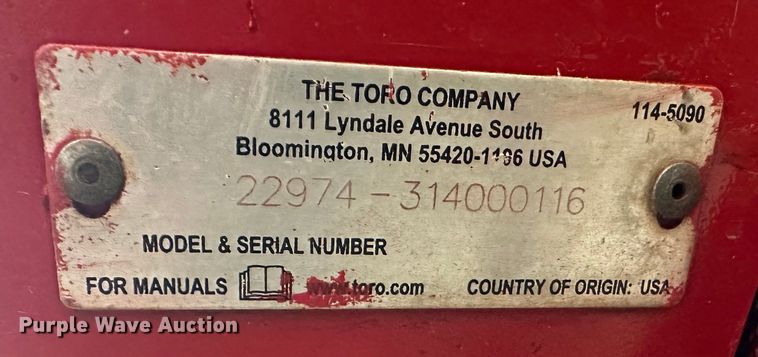 THE TORO COMPANY
114-5090
8111 Lyndale Avenue South
Bloomington, MN 55420-1196 USA
22974-314000116
MODEL & SERIAL NUMBER
FOR MANUALS www.toro.com COUNTRY OF ORIGIN: USA
Purple Wave Auction